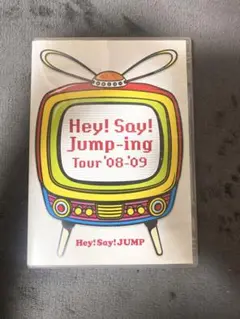 Hey! Say!
Jump-ing
Tour '08-'09
Hey! Say! JUMP